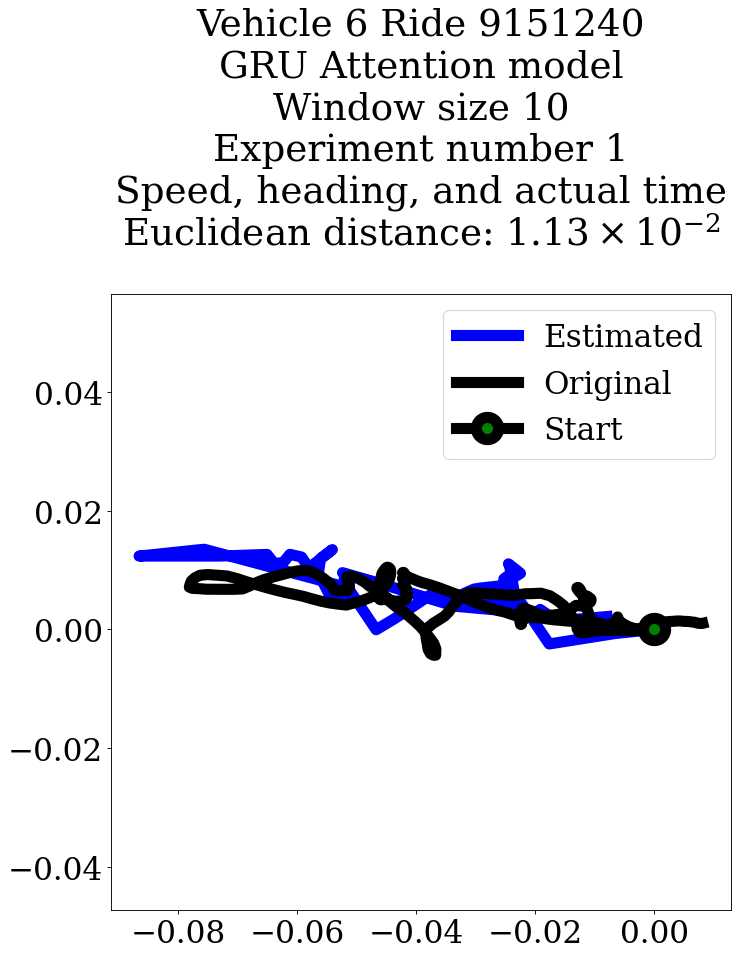 Vehicle 6 Ride 9151240
GRU Attention model
Window size 10
Experiment number 1
Speed, heading, and actual time
Euclidean distance: 1.13 × 10⁻²
Estimated
Original
Start
0.04
0.02
0.00
−0.02
−0.04
−0.08 −0.06 −0.04 −0.02 0.00